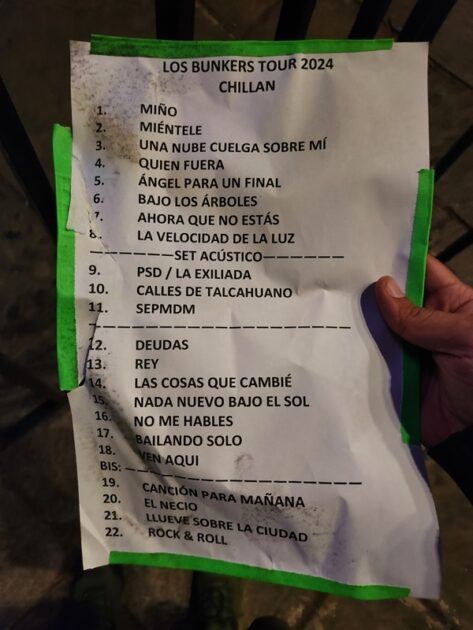 LOS BUNKERS TOUR 2024
CHILLAN
1. MIÑO
2. MIÉNTELE
3. UNA NUBE CUELGA SOBRE MÍ
4. QUIEN FUERA
5. ÁNGEL PARA UN FINAL
6. BAJO LOS ÁRBOLES
7. AHORA QUE NO ESTÁS
8. LA VELOCIDAD DE LA LUZ
——————SET ACÚSTICO——————
9. PSD / LA EXILIADA
10. CALLES DE TALCAHUANO
11. SEPMDM
12. DEUDAS
13. REY
14. LAS COSAS QUE CAMBIÉ
15. NADA NUEVO BAJO EL SOL
16. NO ME HABLES
17. BAILANDO SOLO
18. VEN AQUI
BIS:
19. CANCIÓN PARA MAÑANA
20. EL NECIO
21. LLUEVE SOBRE LA CIUDAD
22. ROCK & ROLL